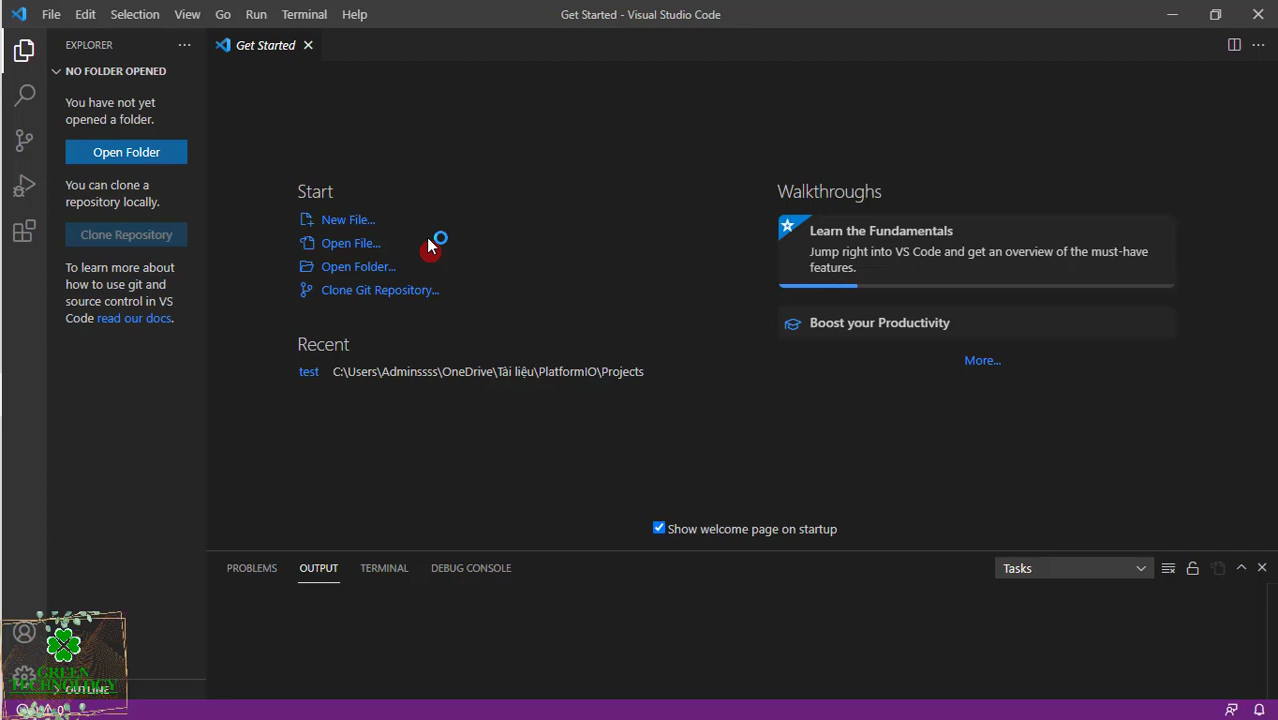 File Edit Selection View Go Run Terminal Help
Get Started - Visual Studio Code
EXPLORER
Get Started
NO FOLDER OPENED
You have not yet
opened a folder.
Open Folder
You can clone a
repository locally.
Clone Repository
To learn more about
how to use git and
source control in VS
Code read our docs.
Start
New File...
Open File...
Open Folder...
Clone Git Repository...
Recent
test C:\Users\Adminssss\OneDrive\Tài liệu\PlatformIO\Projects
Walkthroughs
Learn the Fundamentals
Jump right into VS Code and get an overview of the must-have
features.
Boost your Productivity
More...
Show welcome page on startup
PROBLEMS OUTPUT TERMINAL DEBUG CONSOLE
Tasks
GREEN
TECHNOLOGY
OUTLINE
0